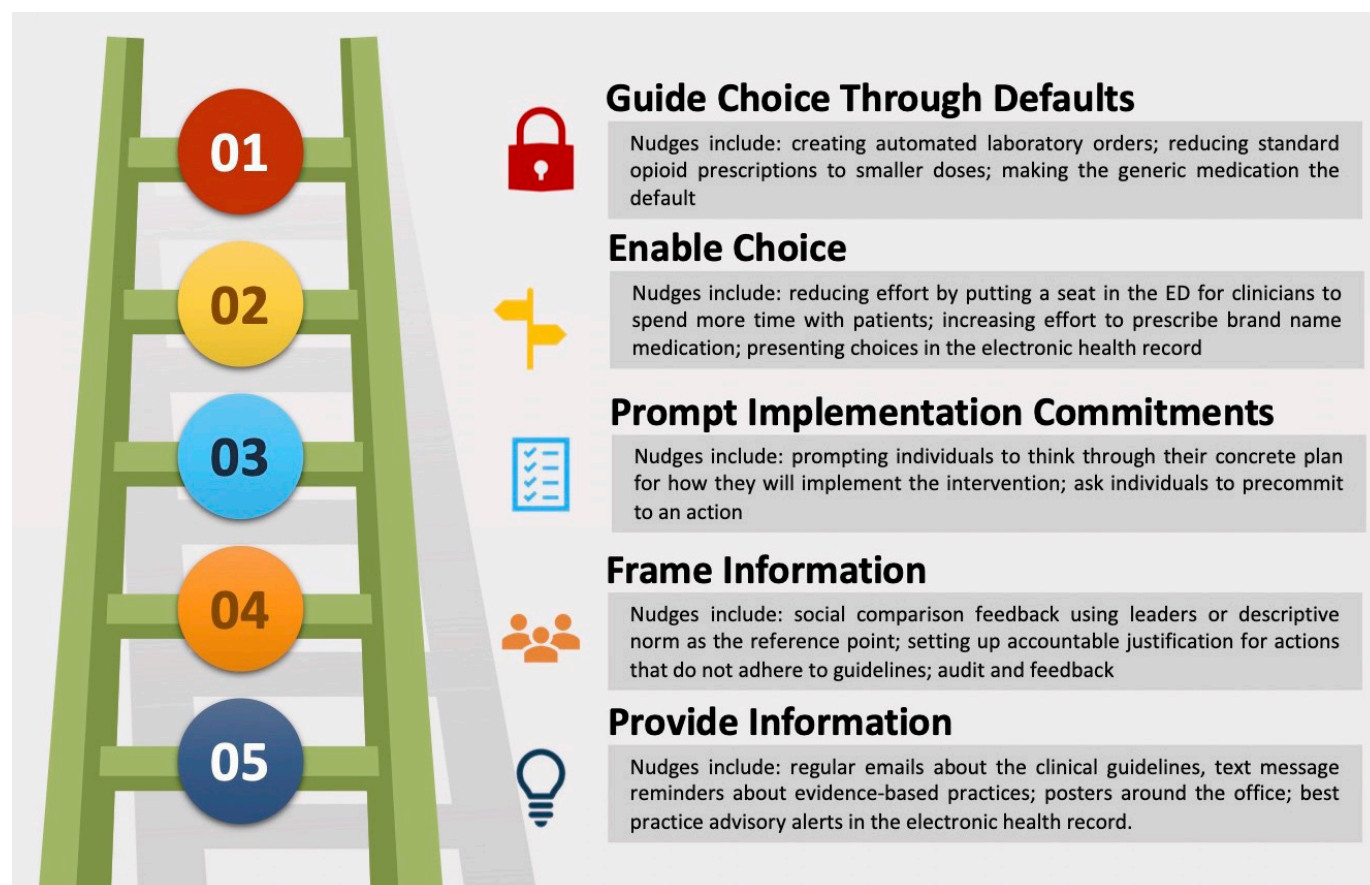 01
Guide Choice Through Defaults
Nudges include: creating automated laboratory orders; reducing standard
opioid prescriptions to smaller doses; making the generic medication the
default
02
Enable Choice
Nudges include: reducing effort by putting a seat in the ED for clinicians to
spend more time with patients; increasing effort to prescribe brand name
medication; presenting choices in the electronic health record
03
Prompt Implementation Commitments
Nudges include: prompting individuals to think through their concrete plan
for how they will implement the intervention; ask individuals to precommit
to an action
04
Frame Information
Nudges include: social comparison feedback using leaders or descriptive
norm as the reference point; setting up accountable justification for actions
that do not adhere to guidelines; audit and feedback
05
Provide Information
Nudges include: regular emails about the clinical guidelines, text message
reminders about evidence-based practices; posters around the office; best
practice advisory alerts in the electronic health record.